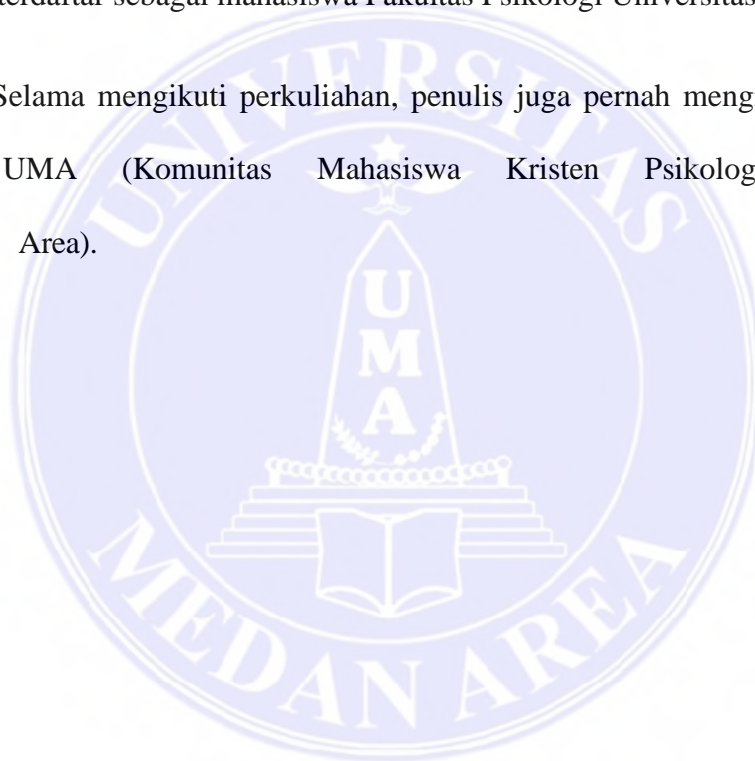 terdaftar sebagai mahasiswa Fakultas Psikologi Universitas
Selama mengikuti perkuliahan, penulis juga pernah meng
UMA (Komunitas Mahasiswa Kristen Psikolog
Area).
UNIVERSITAS
UMA
MEDAN AREA